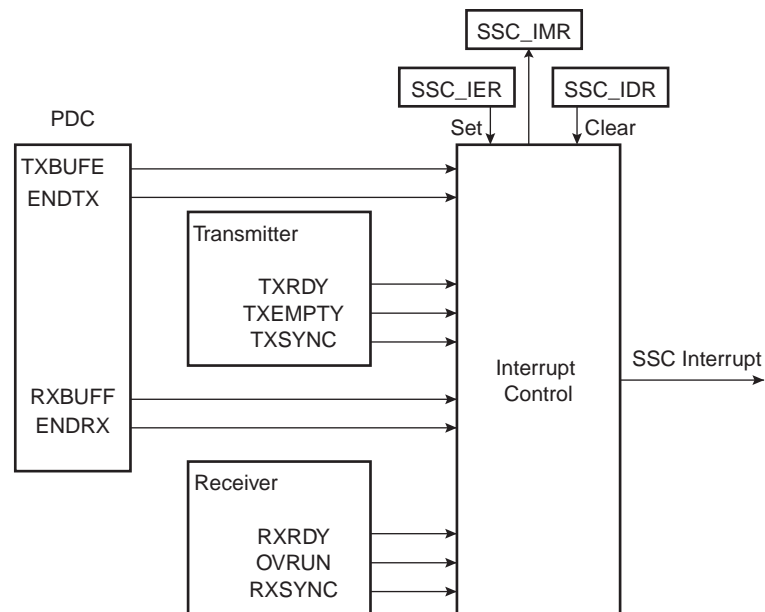 SSC_IMR
SSC_IER
SSC_IDR
PDC
Set
Clear
TXBUFE
ENDTX
Transmitter
TXRDY
TXEMPTY
TXSYNC
RXBUFF
ENDRX
Interrupt
Control
SSC Interrupt
Receiver
RXRDY
OVRUN
RXSYNC